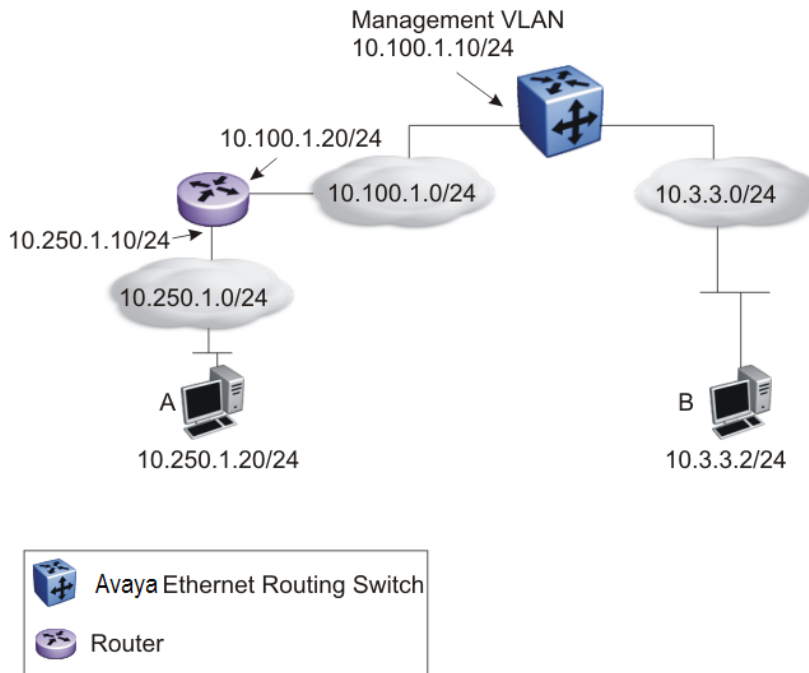 Management VLAN
10.100.1.10/24
10.100.1.20/24
10.100.1.0/24
10.3.3.0/24
10.250.1.10/24
10.250.1.0/24
A
B
10.250.1.20/24
10.3.3.2/24
Avaya Ethernet Routing Switch
Router